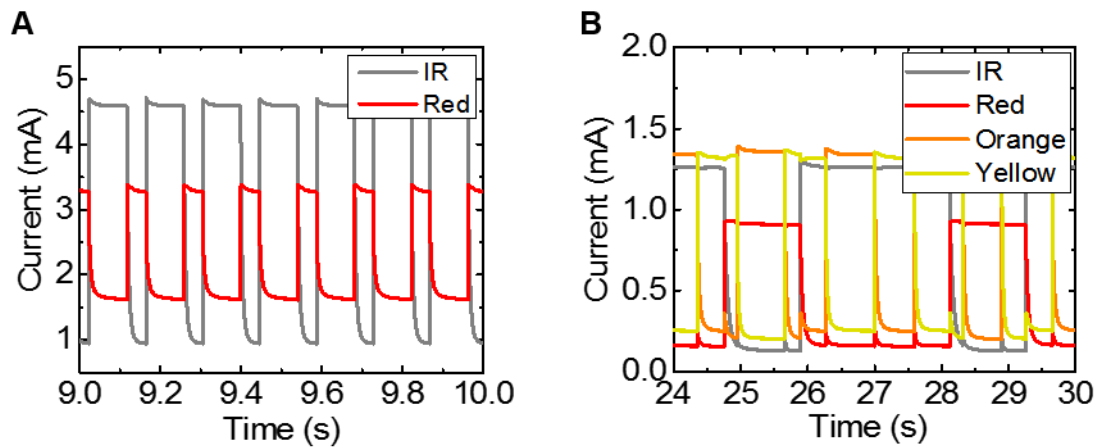 A
Current (mA)
5
4
3
2
1
IR
Red
9.0 9.2 9.4 9.6 9.8 10.0
Time (s)
B
Current (mA)
2.0
1.5
1.0
0.5
0.0
IR
Red
Orange
Yellow
24 25 26 27 28 29 30
Time (s)